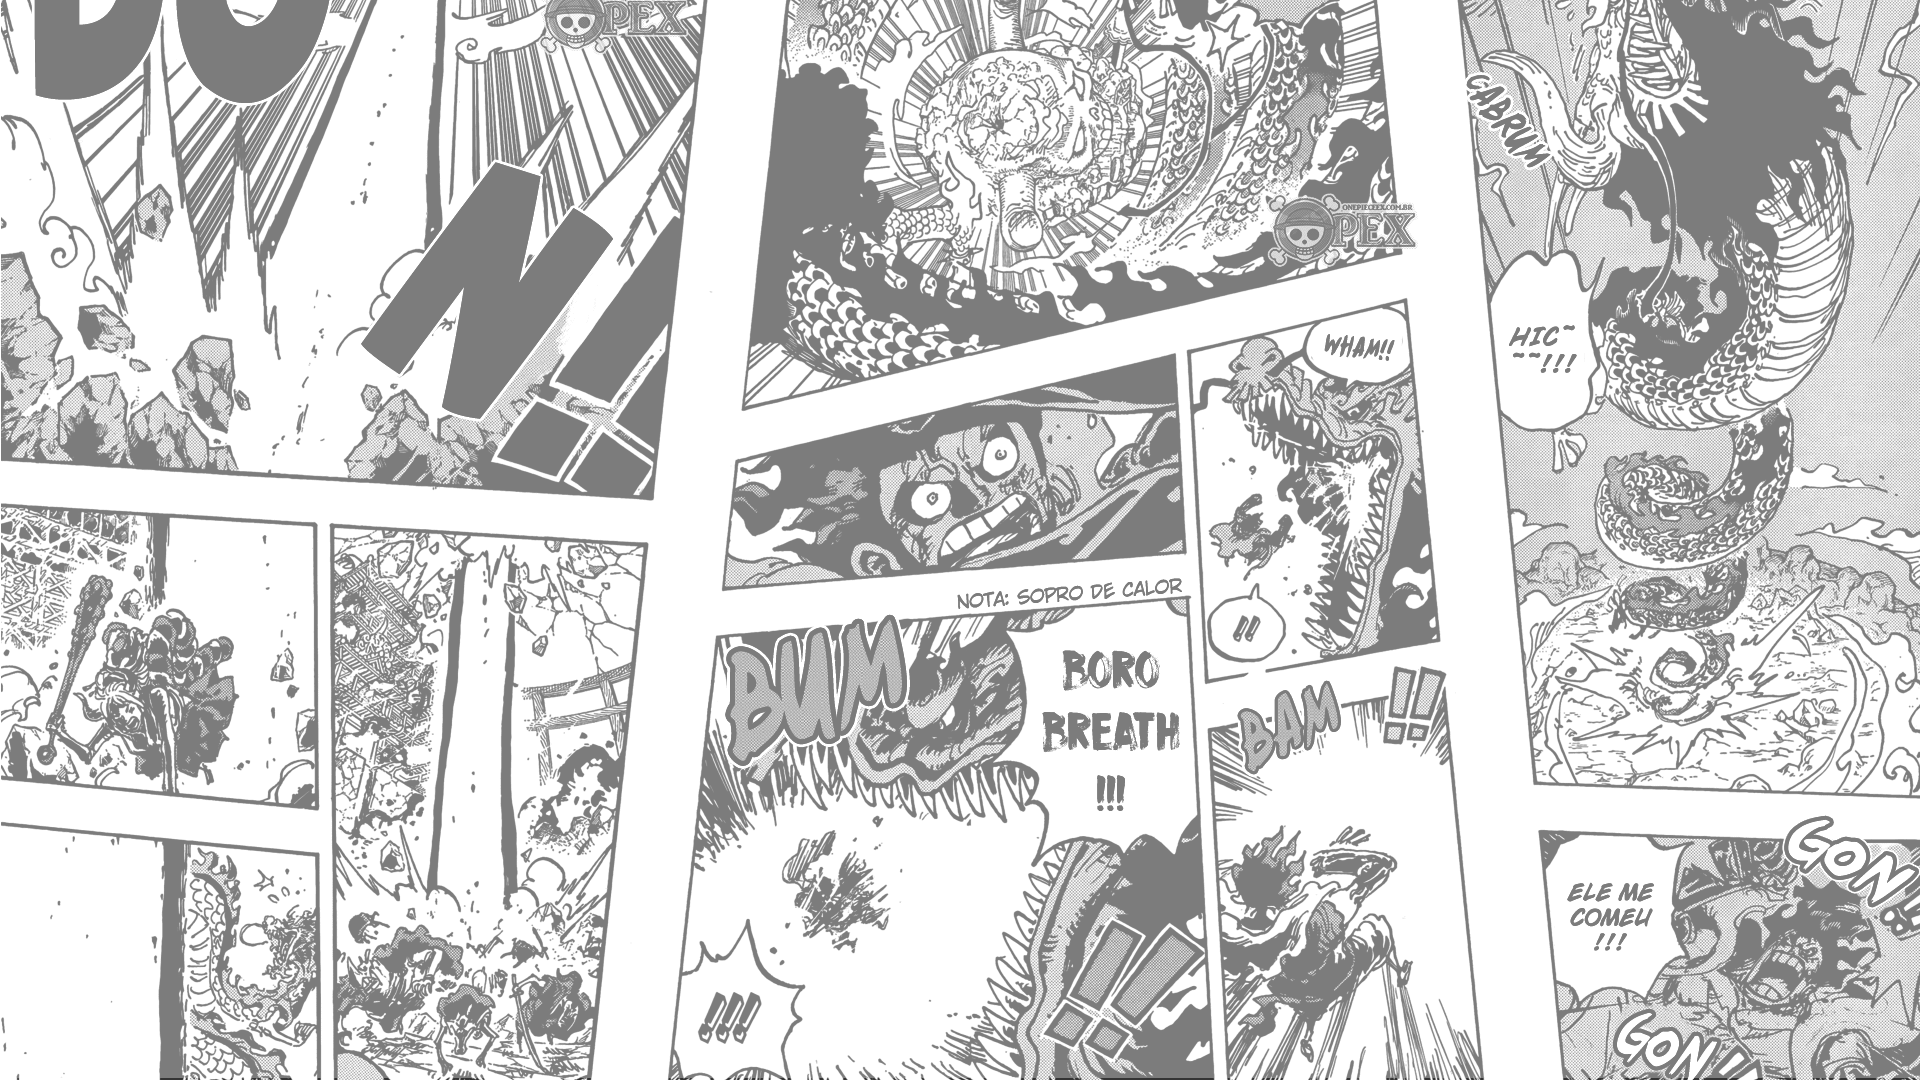 DO
N!!
OPEX
ONEPIECEEX.COM.BR
OPEX
WHAM!!
!!
NOTA: SOPRO DE CALOR
BUM
BORO
BREATH
!!!
!!!!
!!
BAM
!!
CABRUM
HIC~
~~!!!
GON!!
ELE ME
COMEU
!!!
GON!!